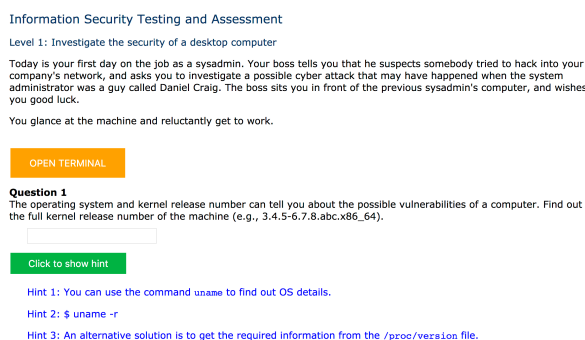 Information Security Testing and Assessment
Level 1: Investigate the security of a desktop computer
Today is your first day on the job as a sysadmin. Your boss tells you that he suspects somebody tried to hack into your
company's network, and asks you to investigate a possible cyber attack that may have happened when the system
administrator was a guy called Daniel Craig. The boss sits you in front of the previous sysadmin's computer, and wishes
you good luck.
You glance at the machine and reluctantly get to work.
OPEN TERMINAL
Question 1
The operating system and kernel release number can tell you about the possible vulnerabilities of a computer. Find out
the full kernel release number of the machine (e.g., 3.4.5-6.7.8.abc.x86_64).
Click to show hint
Hint 1: You can use the command uname to find out OS details.
Hint 2: $ uname -r
Hint 3: An alternative solution is to get the required information from the /proc/version file.